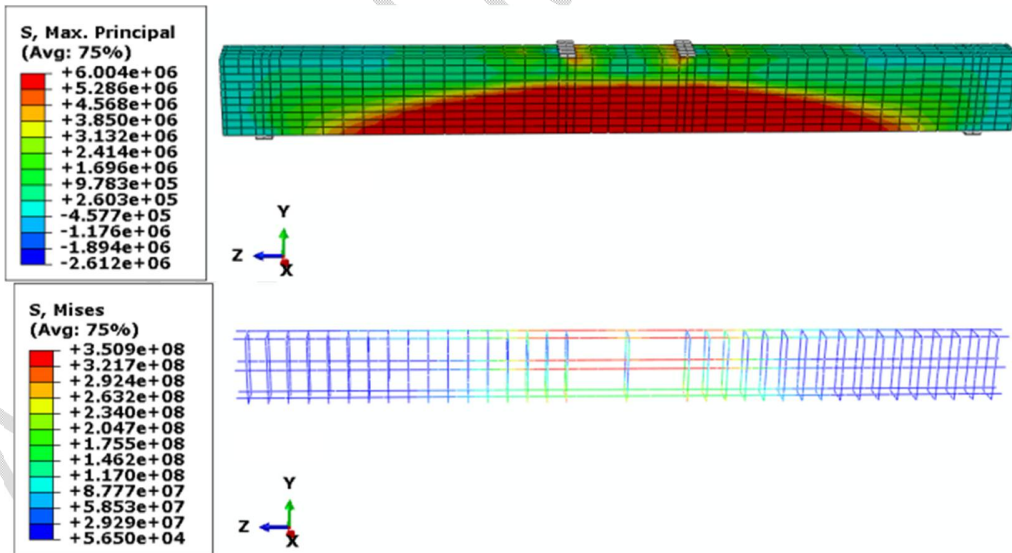 S, Max. Principal
(Avg: 75%)
+6.004e+06
+5.286e+06
+4.568e+06
+3.850e+06
+3.132e+06
+2.414e+06
+1.696e+06
+9.783e+05
+2.603e+05
-4.577e+05
-1.176e+06
-1.894e+06
-2.612e+06
Y
Z
X
S, Mises
(Avg: 75%)
+3.509e+08
+3.217e+08
+2.924e+08
+2.632e+08
+2.340e+08
+2.047e+08
+1.755e+08
+1.462e+08
+1.170e+08
+8.777e+07
+5.853e+07
+2.929e+07
+5.650e+04
Y
Z
X